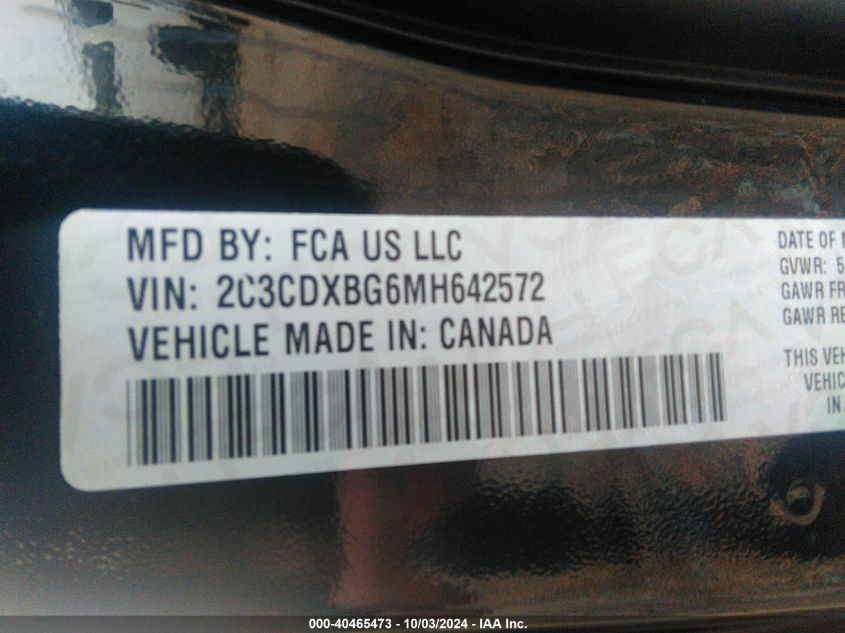 MFD BY: FCA US LLC
VIN: 2C3CDXBG6MH642572
VEHICLE MADE IN: CANADA
DATE OF
GVWR: 5
GAWR FR
GAWR RE
THIS VEH
VEHIC
IN
000-40465473 - 10/03/2024 - IAA Inc.